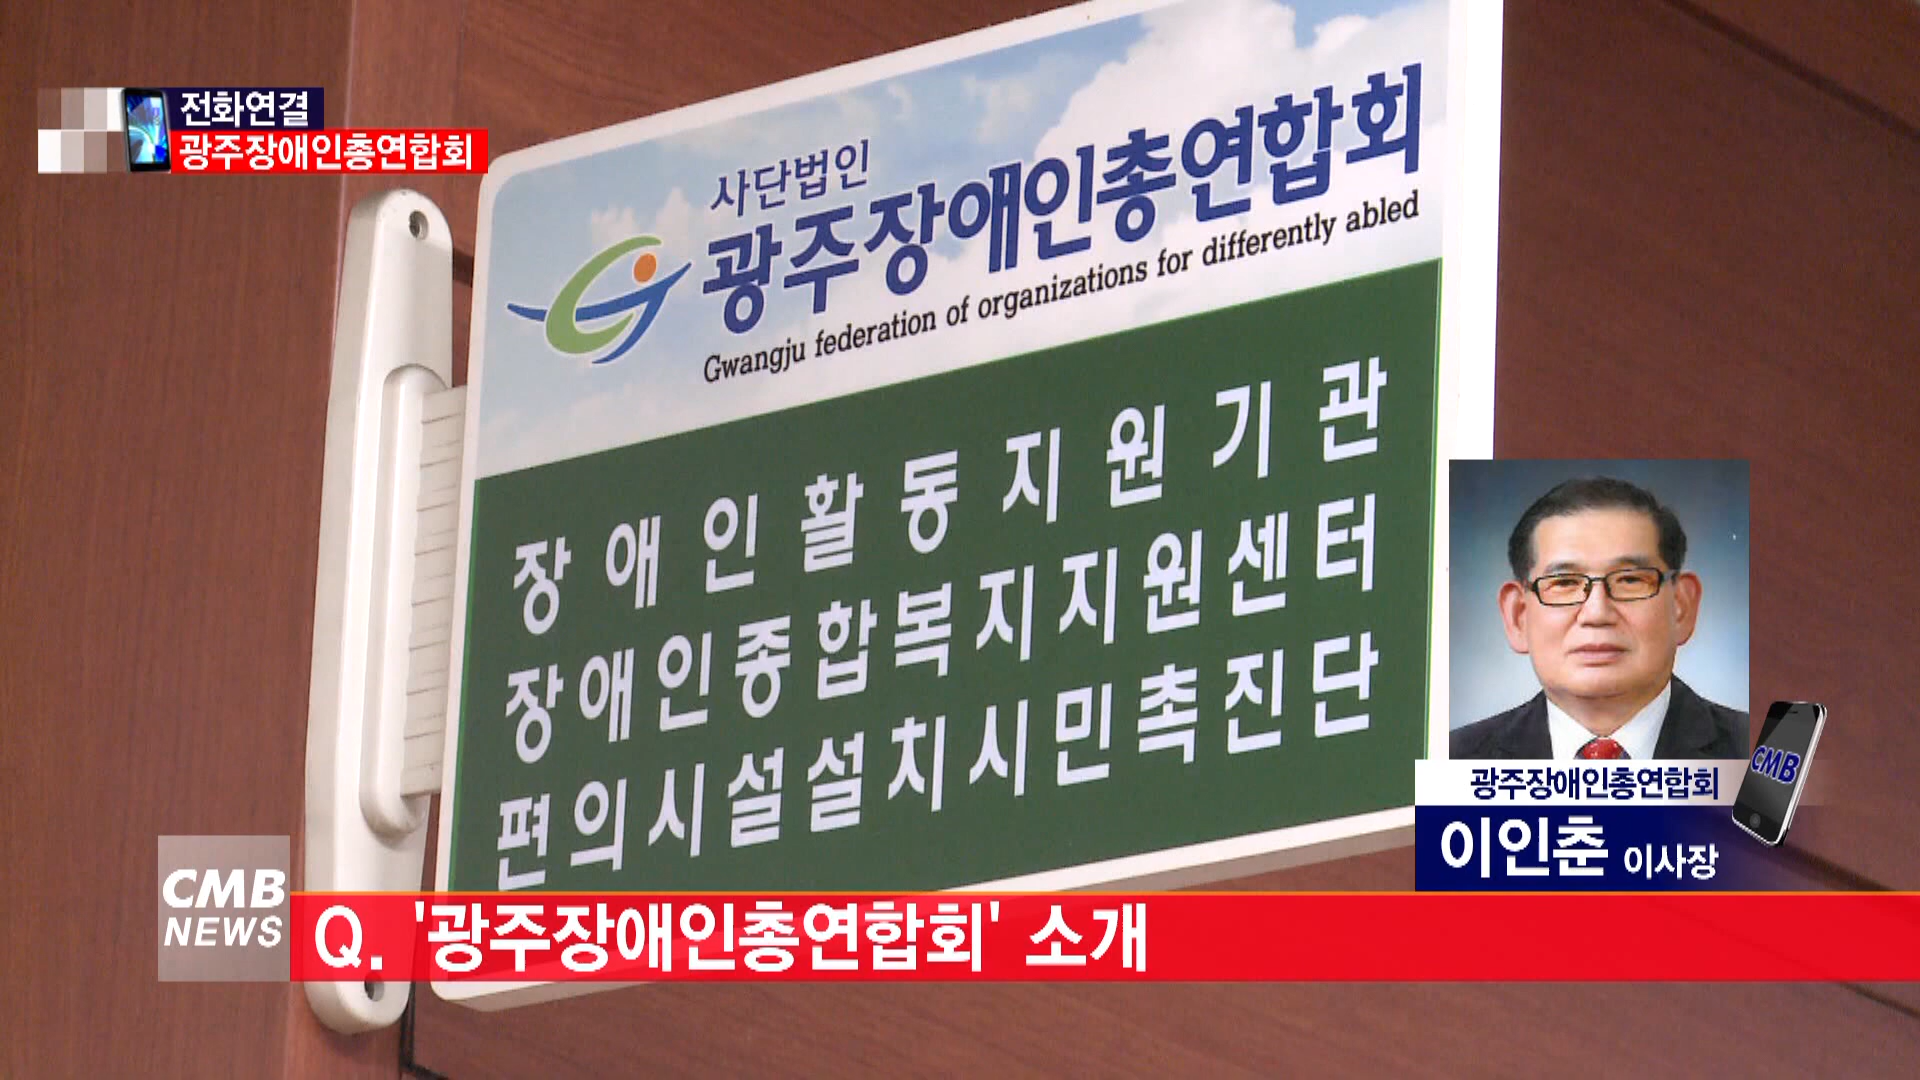 전화연결
광주장애인총연합회
사단법인
광주장애인총연합회
Gwangju federation of organizations for differently abled
장애인활동지원기관
장애인종합복지지원센터
편의시설설치시민촉진단
CMB
광주장애인총연합회
이인춘 이사장
CMB
NEWS
Q. '광주장애인총연합회' 소개